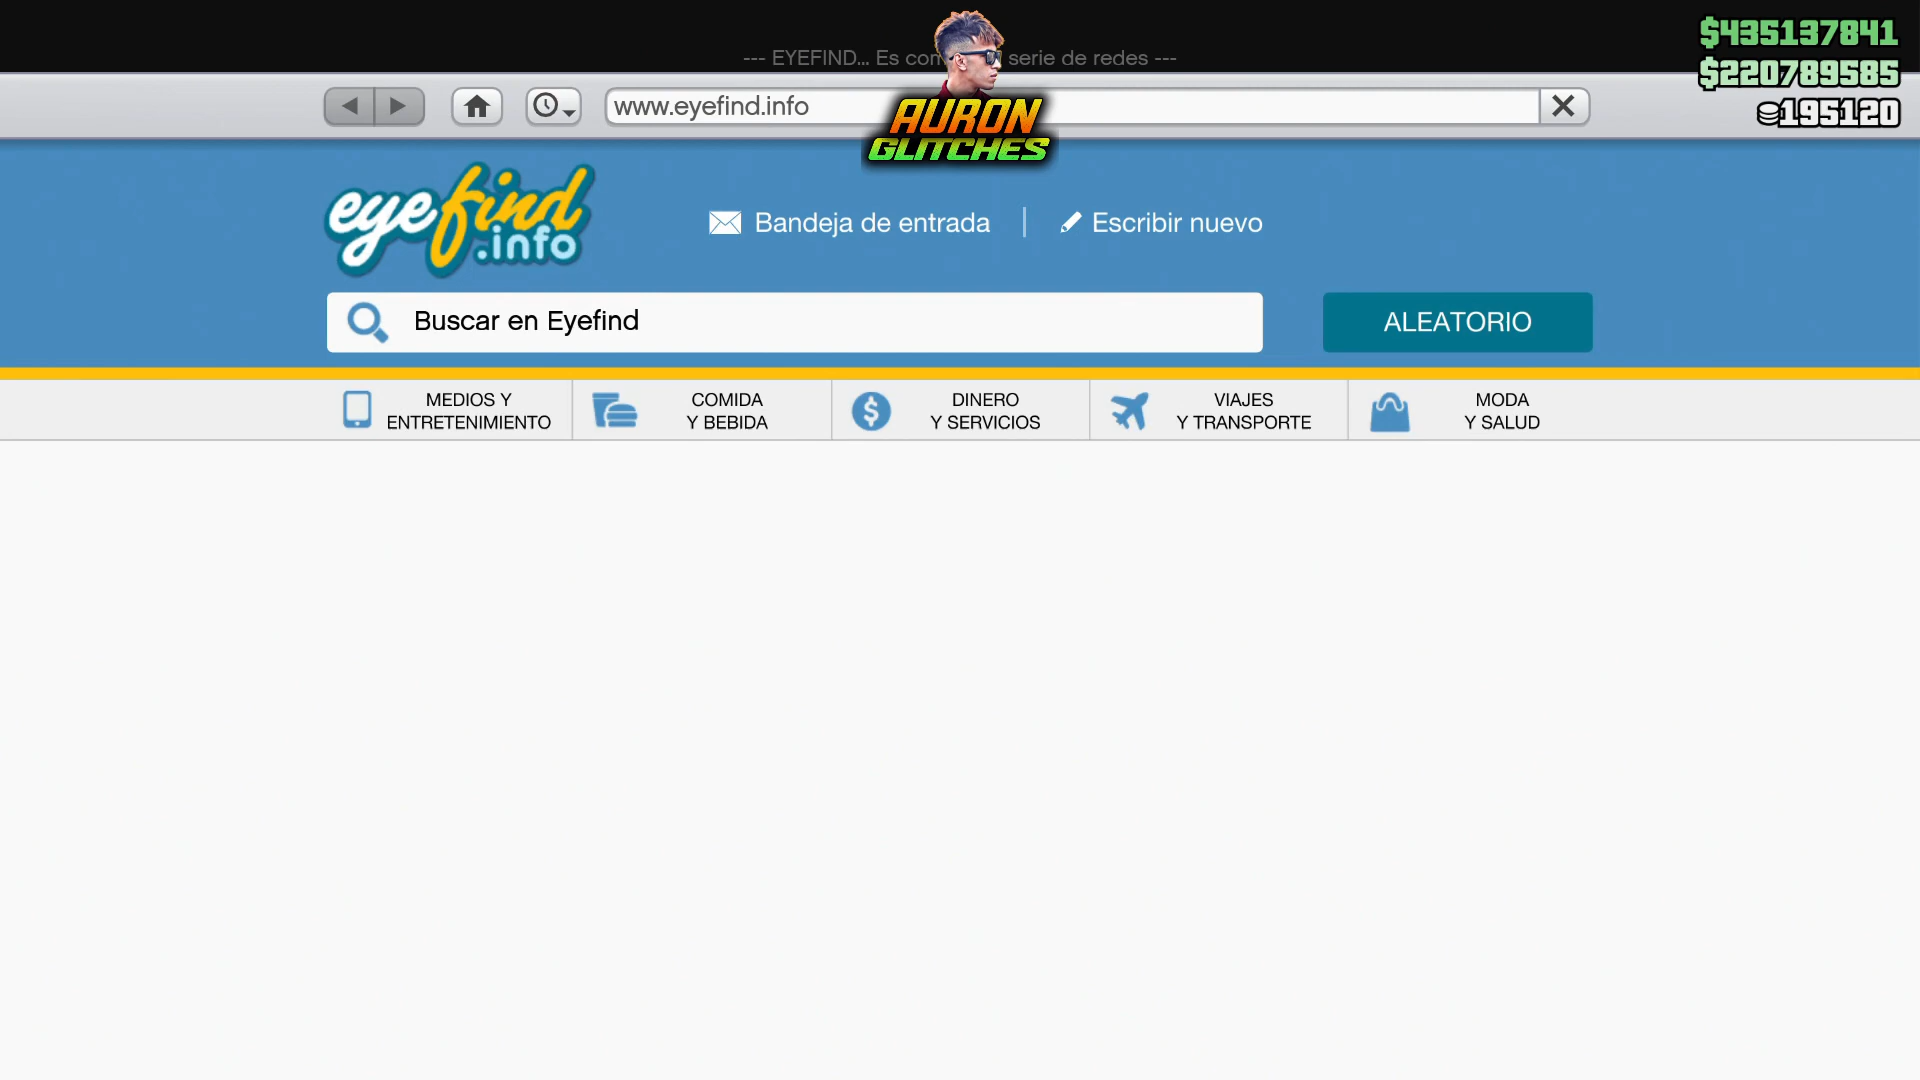 --- EYEFIND... Es com serie de redes ---
$435137841
$220789585
195120
www.eyefind.info
AURON
GLITCHES
eyefind
.info
Bandeja de entrada
Escribir nuevo
Buscar en Eyefind
ALEATORIO
MEDIOS Y
ENTRETENIMIENTO
COMIDA
Y BEBIDA
DINERO
Y SERVICIOS
VIAJES
Y TRANSPORTE
MODA
Y SALUD